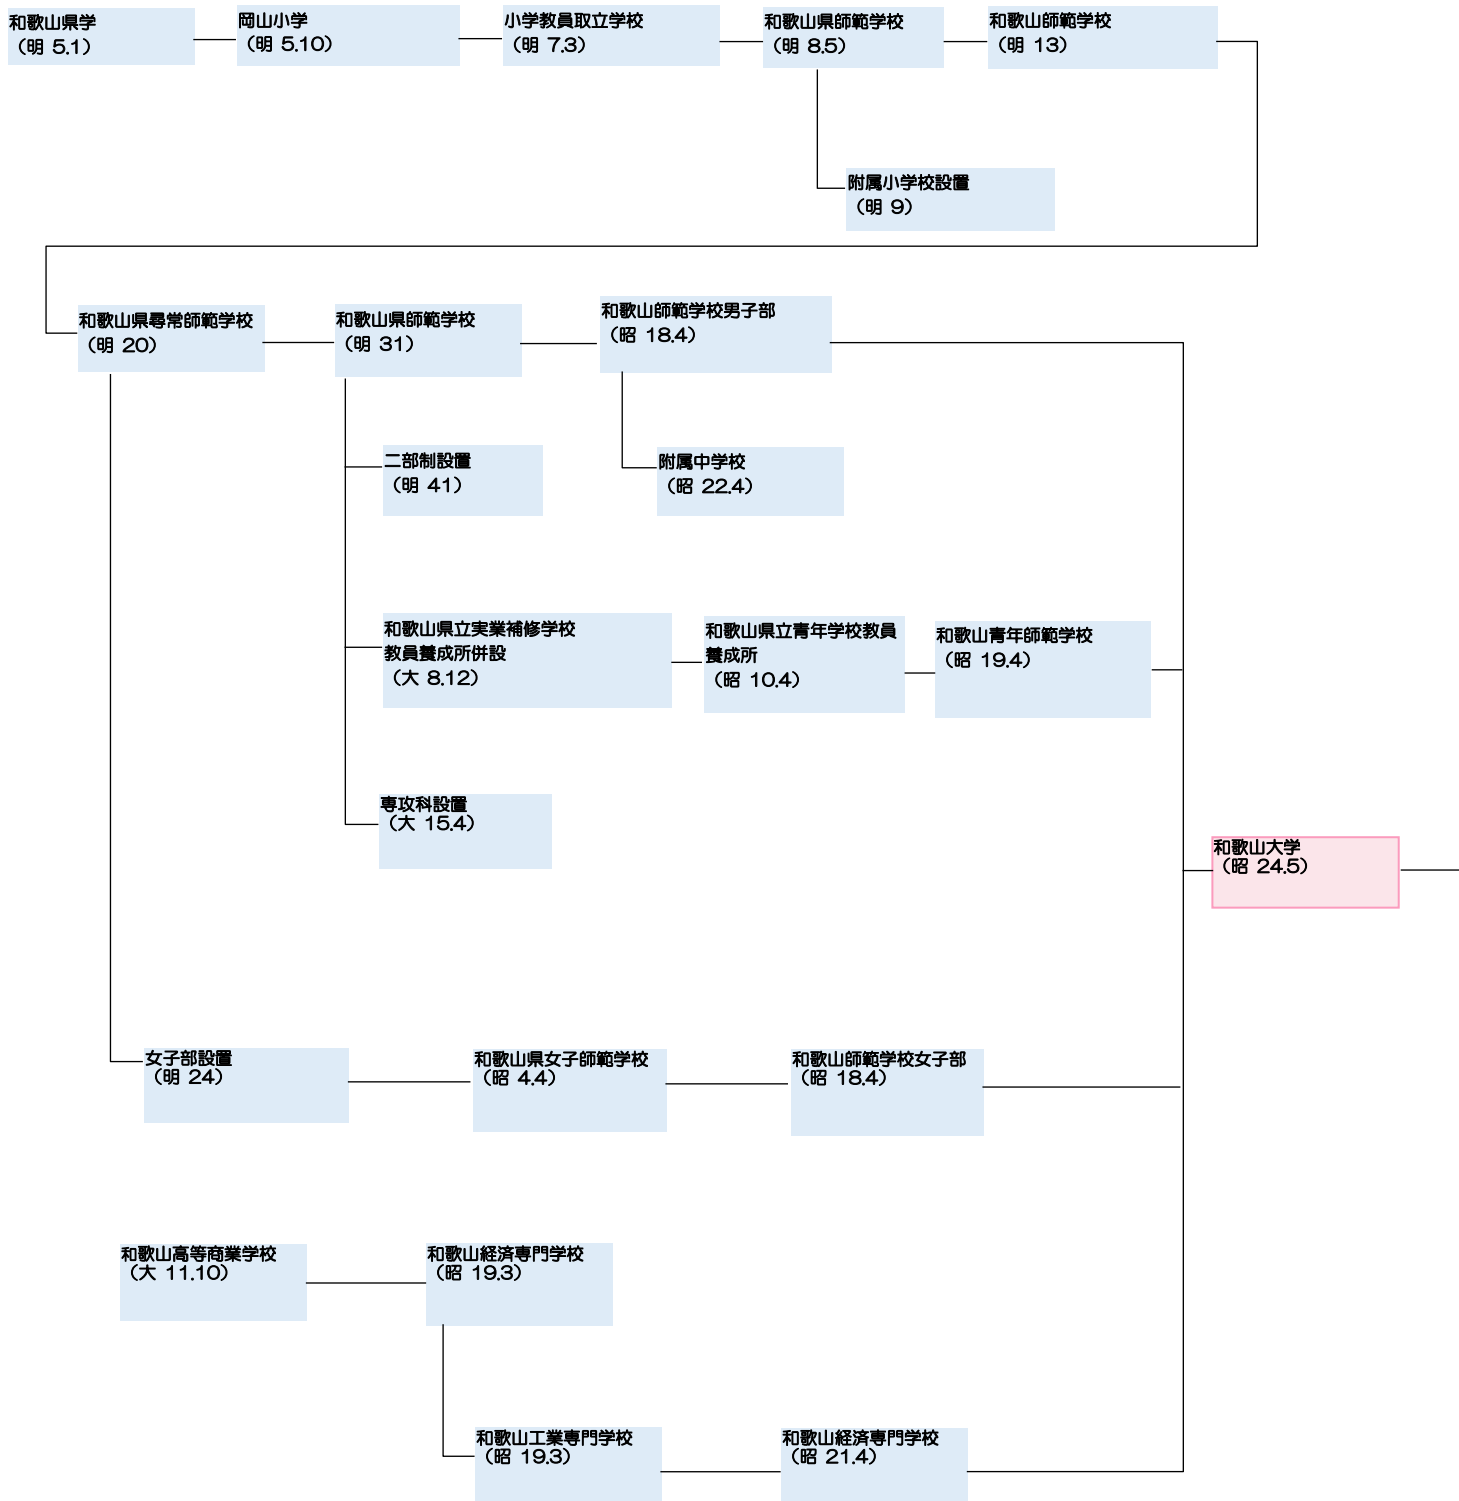 和歌山県学
（明 5.1）
岡山小学
（明 5.10）
小学教員取立学校
（明 7.3）
和歌山県師範学校
（明 8.5）
和歌山師範学校
（明 13）
附属小学校設置
（明 9）
和歌山県尋常師範学校
（明 20）
和歌山県師範学校
（明 31）
和歌山師範学校男子部
（昭 18.4）
二部制設置
（明 41）
附属中学校
（昭 22.4）
和歌山県立実業補修学校
教員養成所併設
（大 8.12）
和歌山県立青年学校教員
養成所
（昭 10.4）
和歌山青年師範学校
（昭 19.4）
専攻科設置
（大 15.4）
和歌山大学
（昭 24.5）
女子部設置
（明 24）
和歌山県女子師範学校
（昭 4.4）
和歌山師範学校女子部
（昭 18.4）
和歌山高等商業学校
（大 11.10）
和歌山経済専門学校
（昭 19.3）
和歌山工業専門学校
（昭 19.3）
和歌山経済専門学校
（昭 21.4）